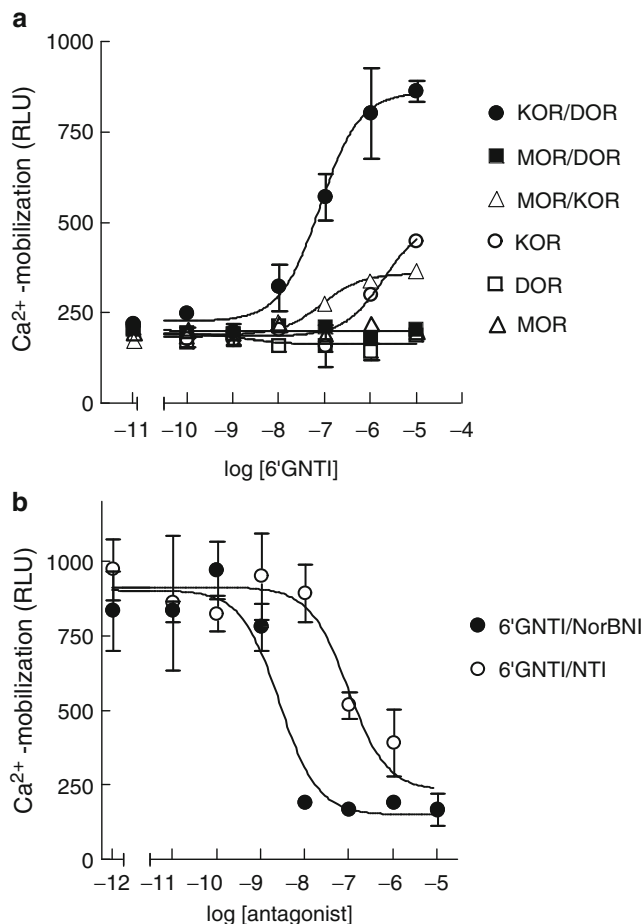 a
Ca²⁺ -mobilization (RLU)
1000
750
500
250
0
−11 −10 −9 −8 −7 −6 −5 −4
log [6'GNTI]
KOR/DOR
MOR/DOR
MOR/KOR
KOR
DOR
MOR
b
Ca²⁺ -mobilization (RLU)
1000
750
500
250
0
−12 −11 −10 −9 −8 −7 −6 −5
log [antagonist]
6'GNTI/NorBNI
6'GNTI/NTI